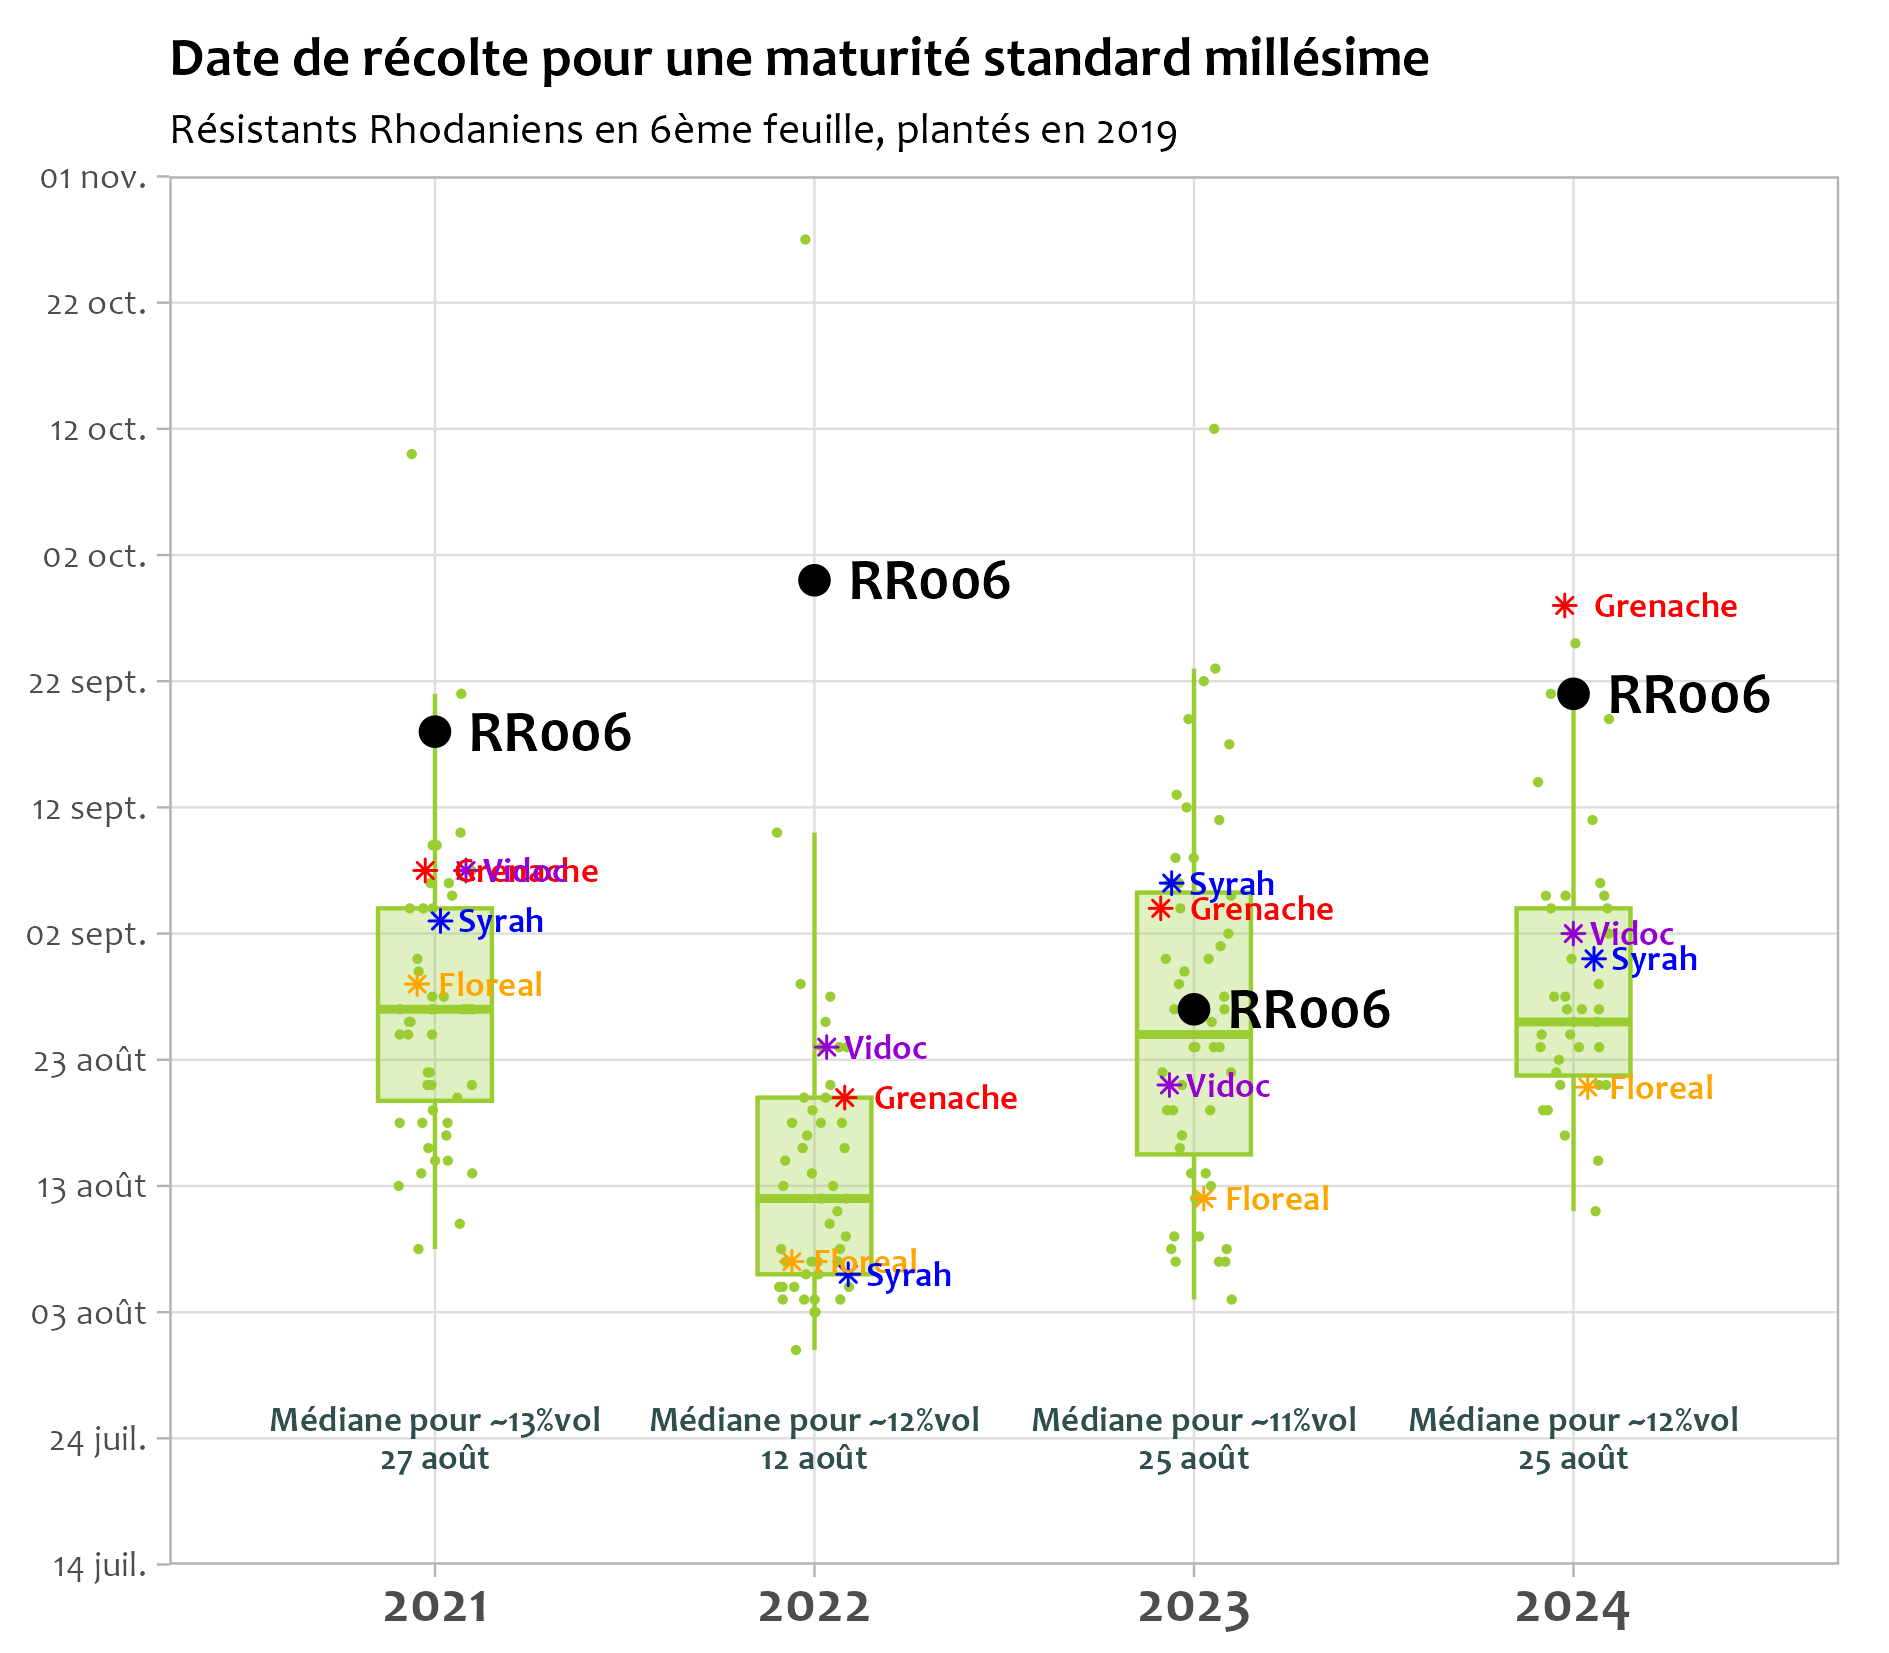 Date de récolte pour une maturité standard millésime
Résistants Rhodaniens en 6ème feuille, plantés en 2019
01 nov.
22 oct.
12 oct.
02 oct.
22 sept.
12 sept.
02 sept.
23 août
13 août
03 août
24 juil.
14 juil.
RR006
Grenache
Vidoc
Syrah
Floreal
Médiane pour ~13%vol
27 août
RR006
Vidoc
Grenache
Floreal
Syrah
Médiane pour ~12%vol
12 août
Syrah
Grenache
RR006
Vidoc
Floreal
Médiane pour ~11%vol
25 août
Grenache
RR006
Vidoc
Syrah
Floreal
Médiane pour ~12%vol
25 août
2021
2022
2023
2024